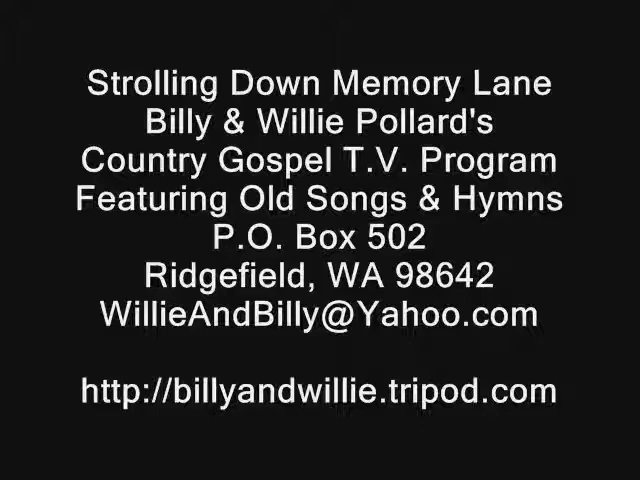 Strolling Down Memory Lane
Billy & Willie Pollard's
Country Gospel T.V. Program
Featuring Old Songs & Hymns
P.O. Box 502
Ridgefield, WA 98642
WillieAndBilly@Yahoo.com
http://billyandwillie.tripod.com